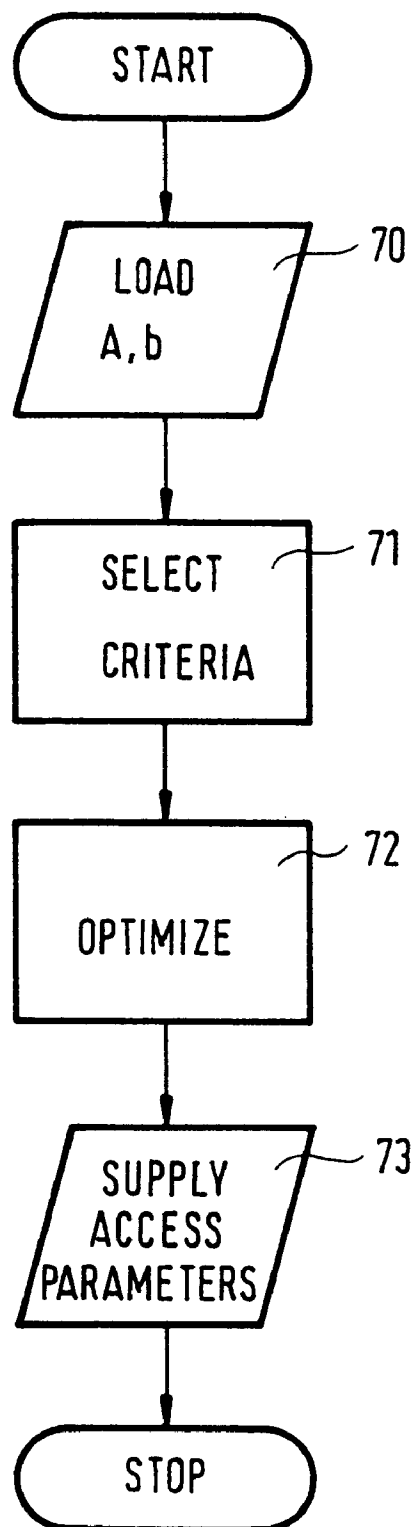 START
70
LOAD
A,b
71
SELECT
CRITERIA
72
OPTIMIZE
73
SUPPLY
ACCESS
PARAMETERS
STOP